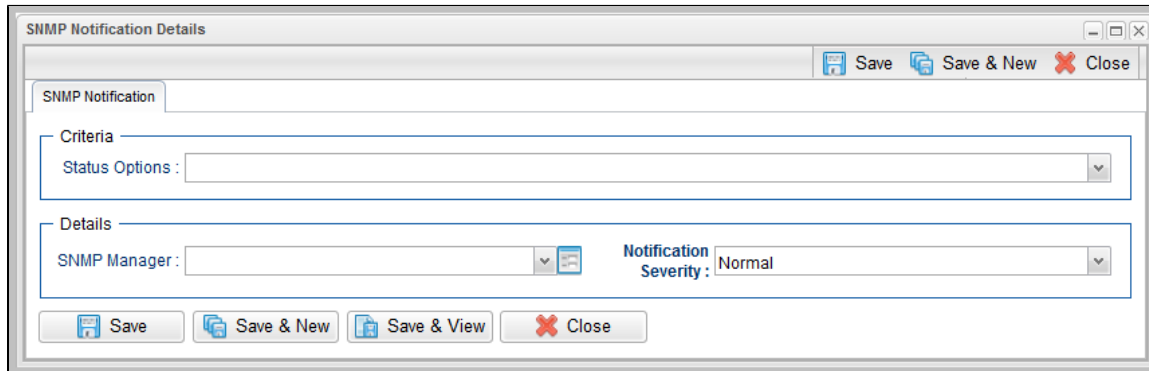 SNMP Notification Details
Save Save & New Close
SNMP Notification
Criteria
Status Options :
Details
SNMP Manager :
Notification
Severity : Normal
Save Save & New Save & View Close